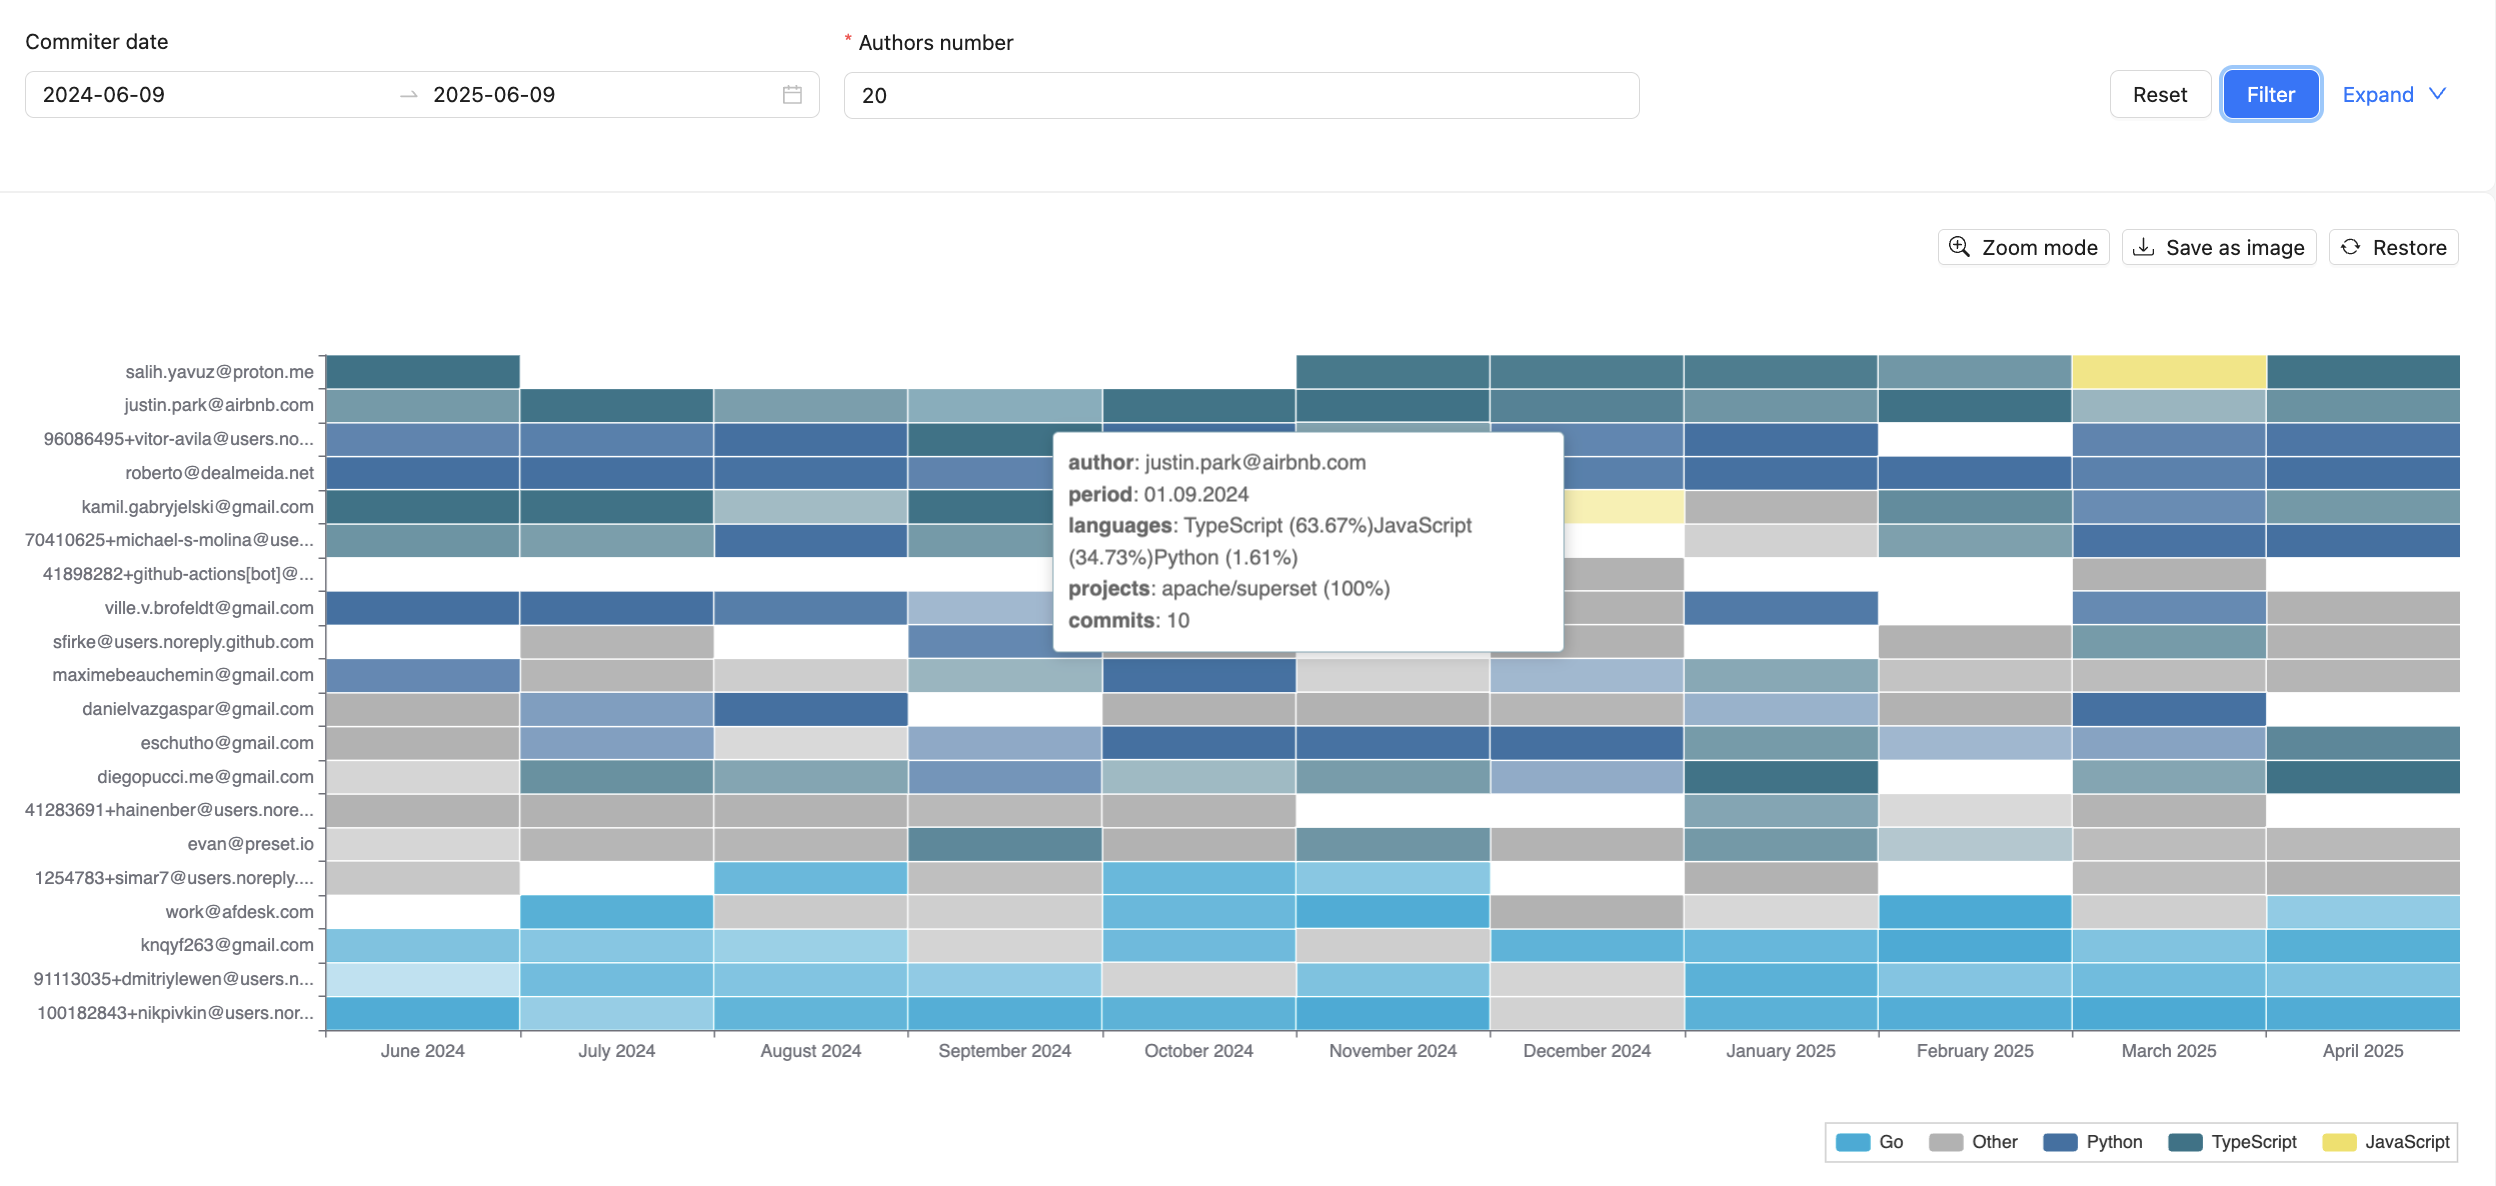 Commiter date
* Authors number
2024-06-09 → 2025-06-09
20
Reset
Filter
Expand
Zoom mode
Save as image
Restore
salih.yavuz@proton.me
justin.park@airbnb.com
96086495+vitor-avila@users.no...
roberto@dealmeida.net
kamil.gabryjelski@gmail.com
70410625+michael-s-molina@use...
41898282+github-actions[bot]@...
ville.v.brofeldt@gmail.com
sfirke@users.noreply.github.com
maximebeauchemin@gmail.com
danielvazgaspar@gmail.com
eschutho@gmail.com
diegopucci.me@gmail.com
41283691+hainenber@users.nore...
evan@preset.io
1254783+simar7@users.noreply....
work@afdesk.com
knqyf263@gmail.com
91113035+dmitriylewen@users.n...
100182843+nikpivkin@users.nor...
author: justin.park@airbnb.com
period: 01.09.2024
languages: TypeScript (63.67%)JavaScript
(34.73%)Python (1.61%)
projects: apache/superset (100%)
commits: 10
June 2024
July 2024
August 2024
September 2024
October 2024
November 2024
December 2024
January 2025
February 2025
March 2025
April 2025
Go
Other
Python
TypeScript
JavaScript